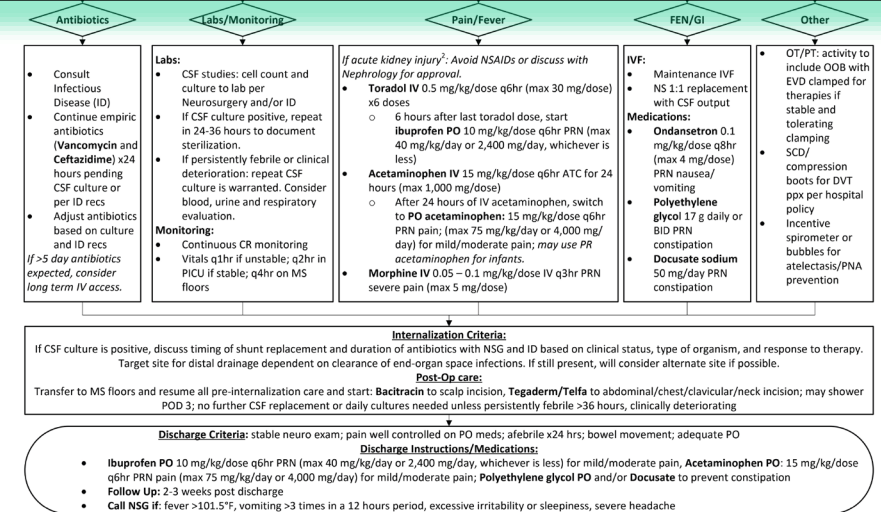 Antibiotics
Labs/Monitoring
Pain/Fever
FEN/GI
Other
• Consult
Infectious
Disease (ID)
• Continue empiric
antibiotics
(Vancomycin and
Ceftazidime) x24
hours pending
CSF culture or
per ID recs
• Adjust antibiotics
based on culture
and ID recs
If >5 day antibiotics
expected, consider
long term IV access.
Labs:
• CSF studies: cell count and
culture to lab per
Neurosurgery and/or ID
• If CSF culture positive, repeat
in 24-36 hours to document
sterilization.
• If persistently febrile or clinical
deterioration: repeat CSF
culture is warranted. Consider
blood, urine and respiratory
evaluation.
Monitoring:
• Continuous CR monitoring
• Vitals q1hr if unstable; q2hr in
PICU if stable; q4hr on MS
floors
If acute kidney injury²: Avoid NSAIDs or discuss with
Nephrology for approval.
• Toradol IV 0.5 mg/kg/dose q6hr (max 30 mg/dose)
x6 doses
o 6 hours after last toradol dose, start
ibuprofen PO 10 mg/kg/dose q6hr PRN (max
40 mg/kg/day or 2,400 mg/day, whichever is
less)
• Acetaminophen IV 15 mg/kg/dose q6hr ATC for 24
hours (max 1,000 mg/dose)
o After 24 hours of IV acetaminophen, switch
to PO acetaminophen: 15 mg/kg/dose q6hr
PRN pain; (max 75 mg/kg/day or 4,000 mg/
day) for mild/moderate pain; may use PR
acetaminophen for infants.
• Morphine IV 0.05 – 0.1 mg/kg/dose IV q3hr PRN
severe pain (max 5 mg/dose)
IVF:
• Maintenance IVF
• NS 1:1 replacement
with CSF output
Medications:
• Ondansetron 0.1
mg/kg/dose q8hr
(max 4 mg/dose)
PRN nausea/
vomiting
• Polyethylene
glycol 17 g daily or
BID PRN
constipation
• Docusate sodium
50 mg/day PRN
constipation
• OT/PT: activity to
include OOB with
EVD clamped for
therapies if
stable and
tolerating
clamping
• SCD/
compression
boots for DVT
ppx per hospital
policy
• Incentive
spirometer or
bubbles for
atelectasis/PNA
prevention
Internalization Criteria:
If CSF culture is positive, discuss timing of shunt replacement and duration of antibiotics with NSG and ID based on clinical status, type of organism, and response to therapy.
Target site for distal drainage dependent on clearance of end-organ space infections. If still present, will consider alternate site if possible.
Post-Op care:
Transfer to MS floors and resume all pre-internalization care and start: Bacitracin to scalp incision, Tegaderm/Telfa to abdominal/chest/clavicular/neck incision; may shower
POD 3; no further CSF replacement or daily cultures needed unless persistently febrile >36 hours, clinically deteriorating
Discharge Criteria: stable neuro exam; pain well controlled on PO meds; afebrile x24 hrs; bowel movement; adequate PO
Discharge Instructions/Medications:
• Ibuprofen PO 10 mg/kg/dose q6hr PRN (max 40 mg/kg/day or 2,400 mg/day, whichever is less) for mild/moderate pain, Acetaminophen PO: 15 mg/kg/dose
q6hr PRN pain (max 75 mg/kg/day or 4,000 mg/day) for mild/moderate pain; Polyethylene glycol PO and/or Docusate to prevent constipation
• Follow Up: 2-3 weeks post discharge
• Call NSG if: fever >101.5°F, vomiting >3 times in a 12 hours period, excessive irritability or sleepiness, severe headache